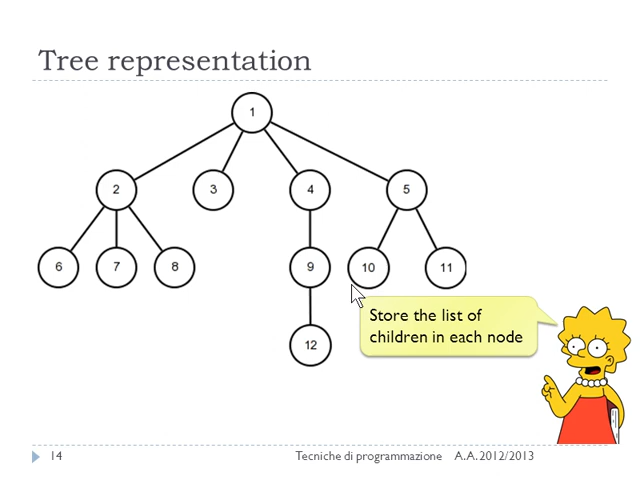 Tree representation
1
2 3 4 5
6 7 8 9 10 11
Store the list of
children in each node
12
14 Tecniche di programmazione A.A. 2012/2013